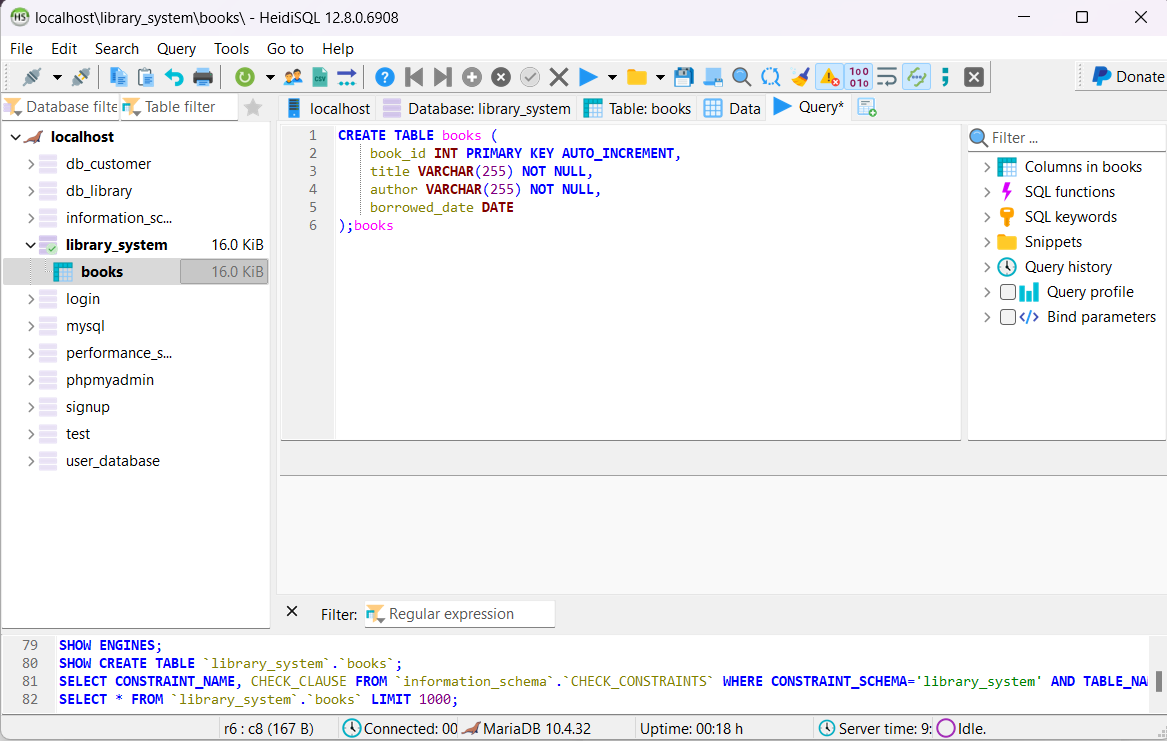 HS localhost\library_system\books\ - HeidiSQL 12.8.0.6908
File Edit Search Query Tools Go to Help
Donate
Database filte Table filter
localhost Database: library_system Table: books Data Query*
localhost
db_customer
db_library
information_sc...
library_system 16.0 KiB
books 16.0 KiB
login
mysql
performance_s...
phpmyadmin
signup
test
user_database
1 CREATE TABLE books (
2 book_id INT PRIMARY KEY AUTO_INCREMENT,
3 title VARCHAR(255) NOT NULL,
4 author VARCHAR(255) NOT NULL,
5 borrowed_date DATE
6 );books
Filter ...
Columns in books
SQL functions
SQL keywords
Snippets
Query history
Query profile
Bind parameters
Filter: Regular expression
79 SHOW ENGINES;
80 SHOW CREATE TABLE `library_system`.`books`;
81 SELECT CONSTRAINT_NAME, CHECK_CLAUSE FROM `information_schema`.`CHECK_CONSTRAINTS` WHERE CONSTRAINT_SCHEMA='library_system' AND TABLE_NA
82 SELECT * FROM `library_system`.`books` LIMIT 1000;
r6 : c8 (167 B) Connected: 00 MariaDB 10.4.32 Uptime: 00:18 h Server time: 9: Idle.